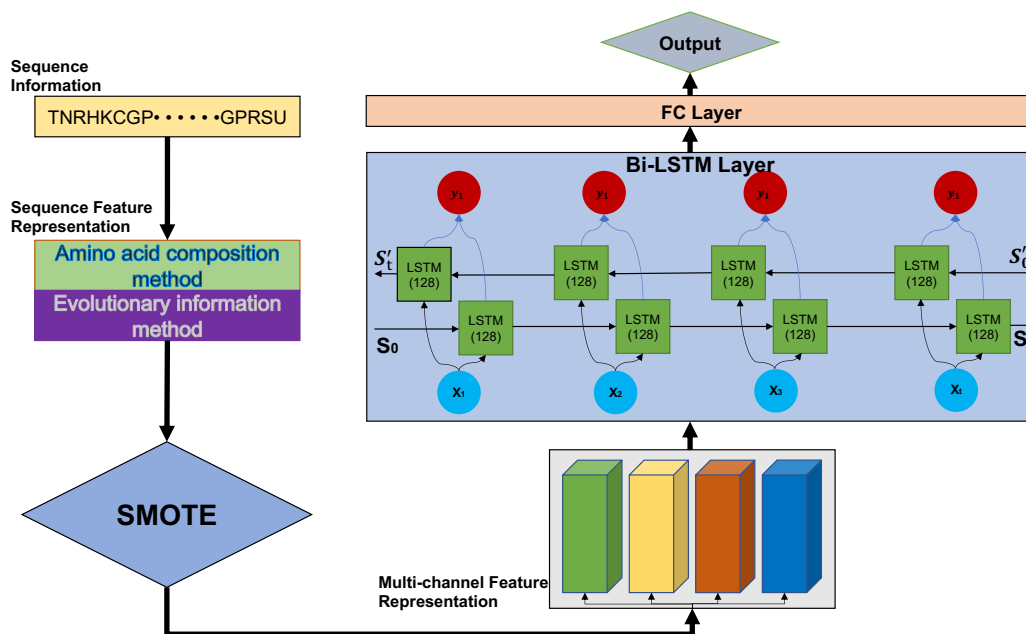 Sequence
Information
TNRHKCGP• • • • • •GPRSU
Sequence Feature
Representation
Amino acid composition
method
Evolutionary information
method
SMOTE
Multi-channel Feature
Representation
Output
FC Layer
Bi-LSTM Layer
y₁ y₁ y₁ y₁
S′t LSTM LSTM LSTM LSTM S′0
(128) (128) (128) (128)
LSTM LSTM LSTM LSTM
S₀ (128) (128) (128) (128) S
X₁ X₂ X₃ Xt